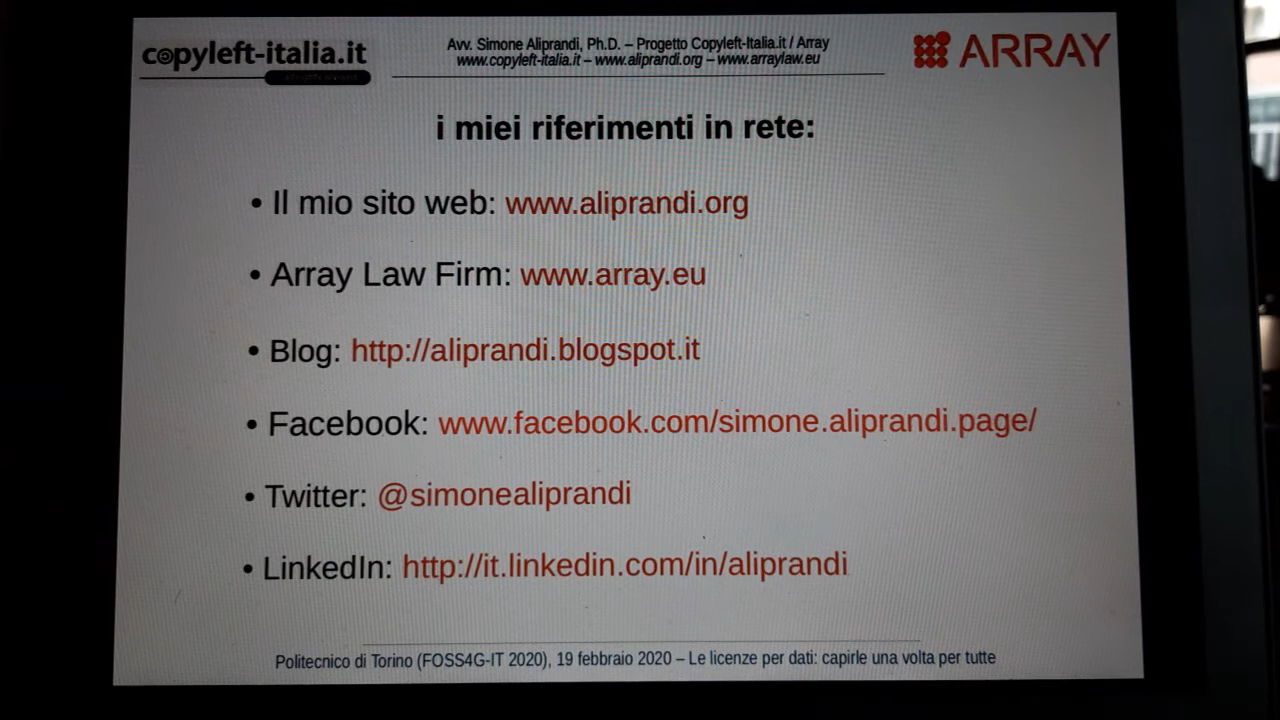 copyleft-italia.it
Avv. Simone Aliprandi, Ph.D. – Progetto Copyleft-Italia.it / Array
www.copyleft-italia.it – www.aliprandi.org – www.arraylaw.eu
ARRAY
i miei riferimenti in rete:
• Il mio sito web: www.aliprandi.org
• Array Law Firm: www.array.eu
• Blog: http://aliprandi.blogspot.it
• Facebook: www.facebook.com/simone.aliprandi.page/
• Twitter: @simonealiprandi
• LinkedIn: http://it.linkedin.com/in/aliprandi
Politecnico di Torino (FOSS4G-IT 2020), 19 febbraio 2020 – Le licenze per dati: capirle una volta per tutte